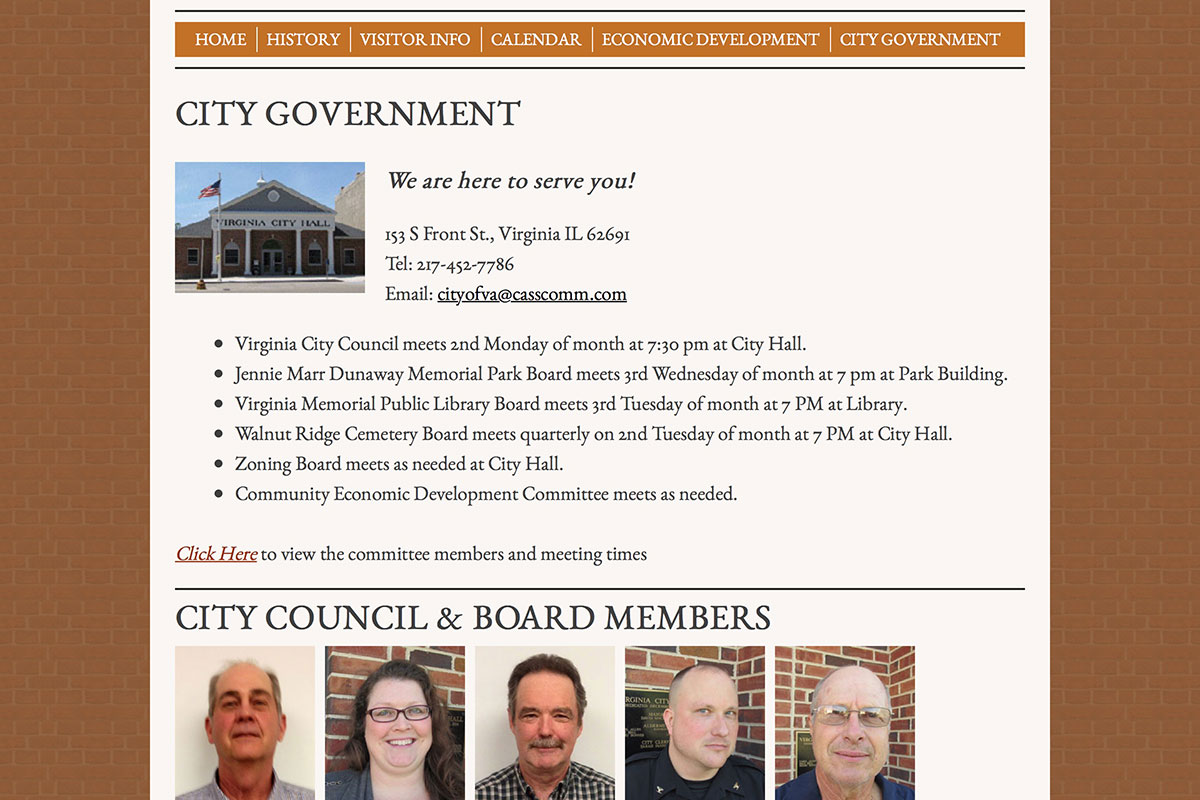 HOME | HISTORY | VISITOR INFO | CALENDAR | ECONOMIC DEVELOPMENT | CITY GOVERNMENT
CITY GOVERNMENT
VIRGINIA CITY HALL
We are here to serve you!
153 S Front St., Virginia IL 62691
Tel: 217-452-7786
Email: cityofva@casscomm.com
• Virginia City Council meets 2nd Monday of month at 7:30 pm at City Hall.
• Jennie Marr Dunaway Memorial Park Board meets 3rd Wednesday of month at 7 pm at Park Building.
• Virginia Memorial Public Library Board meets 3rd Tuesday of month at 7 PM at Library.
• Walnut Ridge Cemetery Board meets quarterly on 2nd Tuesday of month at 7 PM at City Hall.
• Zoning Board meets as needed at City Hall.
• Community Economic Development Committee meets as needed.
Click Here to view the committee members and meeting times
CITY COUNCIL & BOARD MEMBERS